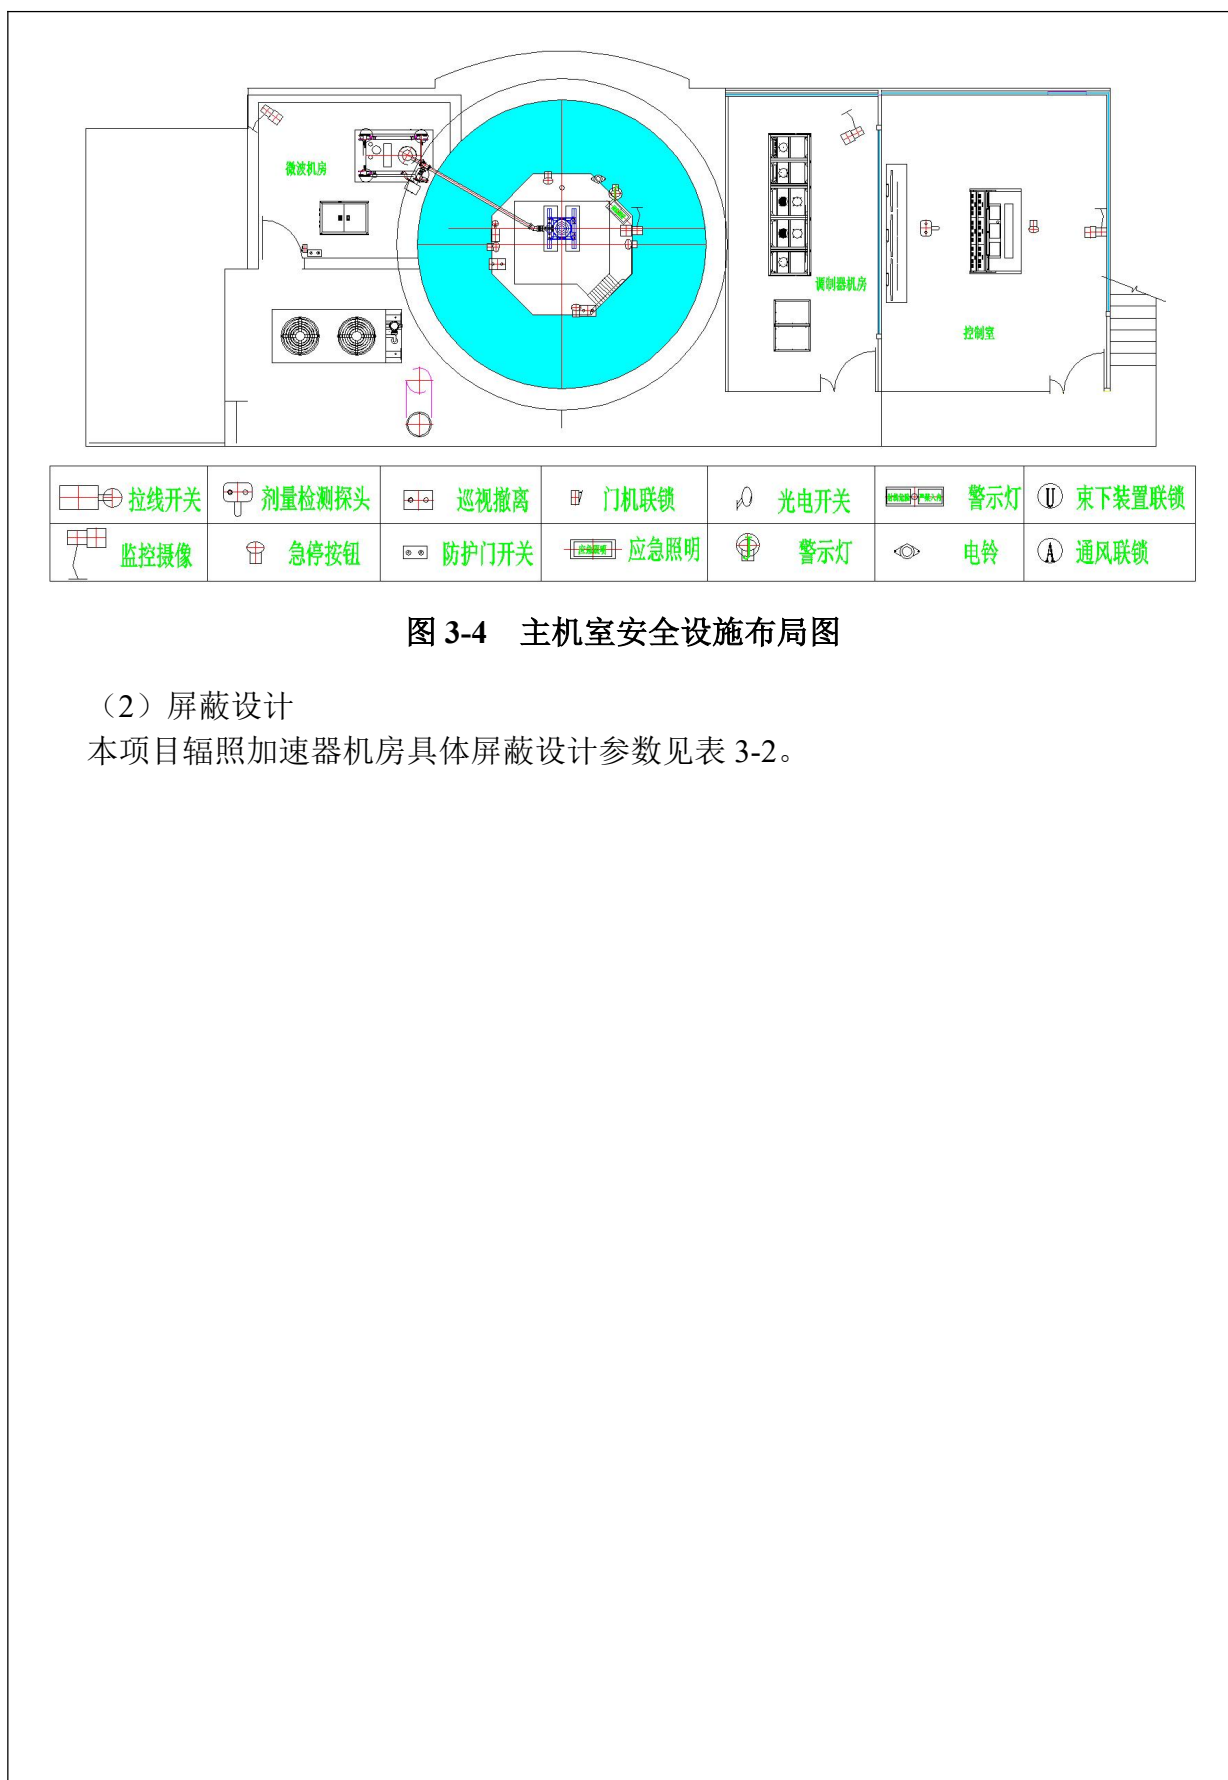 微波机房
调制器机房
控制室
拉线开关 剂量检测探头 巡视撤离 门机联锁 光电开关 警示灯 U 束下装置联锁
监控摄像 急停按钮 防护门开关 应急照明 应急照明 警示灯 电铃 A 通风联锁
图 3-4 主机室安全设施布局图
（2）屏蔽设计
本项目辐照加速器机房具体屏蔽设计参数见表 3-2。